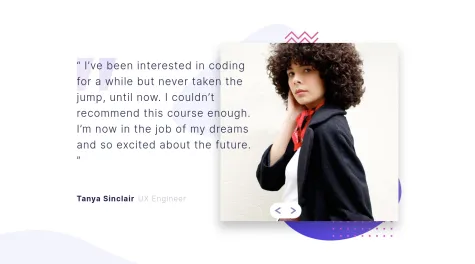 “ I’ve been interested in coding
for a while but never taken the
jump, until now. I couldn’t
recommend this course enough.
I’m now in the job of my dreams
and so excited about the future.
”
Tanya Sinclair UX Engineer